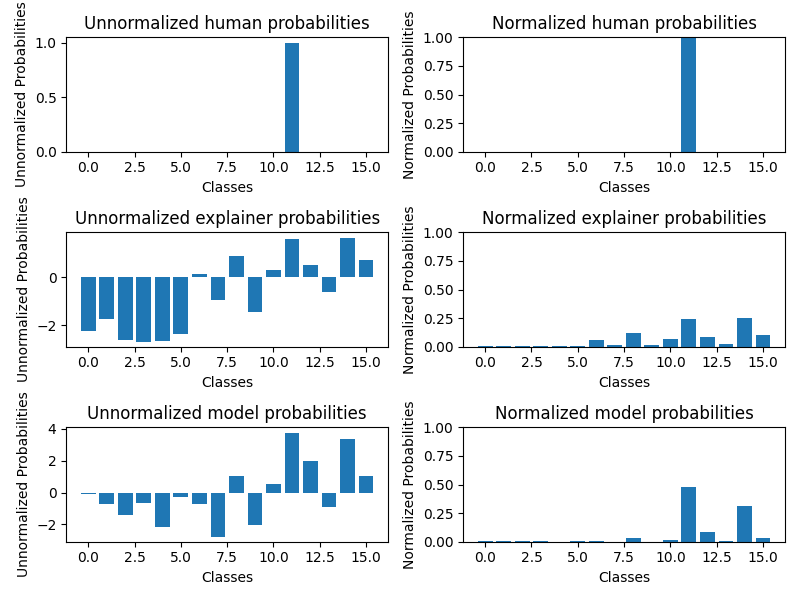 Unnormalized human probabilities
Unnormalized Probabilities
1.0
0.5
0.0
0.0 2.5 5.0 7.5 10.0 12.5 15.0
Classes
Normalized human probabilities
Normalized Probabilities
1.00
0.75
0.50
0.25
0.00
0.0 2.5 5.0 7.5 10.0 12.5 15.0
Classes
Unnormalized explainer probabilities
Unnormalized Probabilities
0
−2
0.0 2.5 5.0 7.5 10.0 12.5 15.0
Classes
Normalized explainer probabilities
Normalized Probabilities
1.00
0.75
0.50
0.25
0.00
0.0 2.5 5.0 7.5 10.0 12.5 15.0
Classes
Unnormalized model probabilities
Unnormalized Probabilities
4
2
0
−2
0.0 2.5 5.0 7.5 10.0 12.5 15.0
Classes
Normalized model probabilities
Normalized Probabilities
1.00
0.75
0.50
0.25
0.00
0.0 2.5 5.0 7.5 10.0 12.5 15.0
Classes